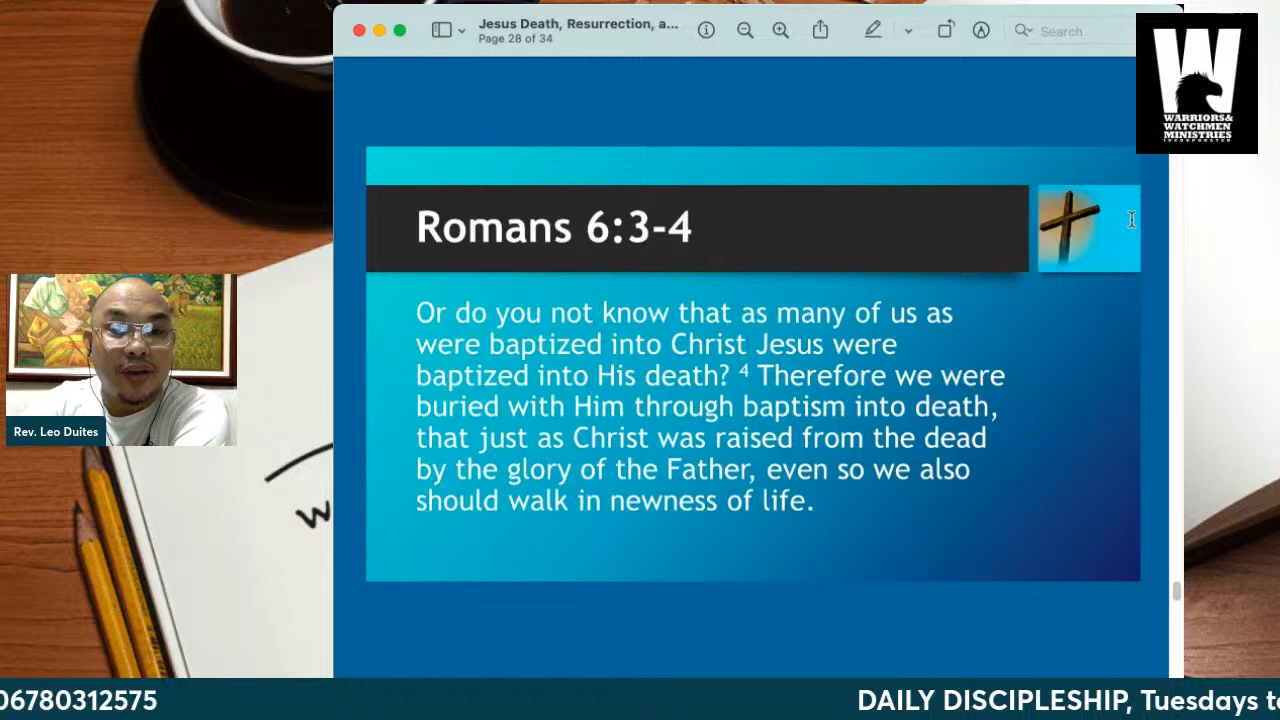 Jesus Death, Resurrection, a...
Page 28 of 34
Search
W
WARRIORS&
WATCHMEN
MINISTRIES
INCORPORATED
Romans 6:3-4
Or do you not know that as many of us as
were baptized into Christ Jesus were
baptized into His death? ⁴ Therefore we were
buried with Him through baptism into death,
that just as Christ was raised from the dead
by the glory of the Father, even so we also
should walk in newness of life.
Rev. Leo Duites
W
06780312575
DAILY DISCIPLESHIP, Tuesdays to